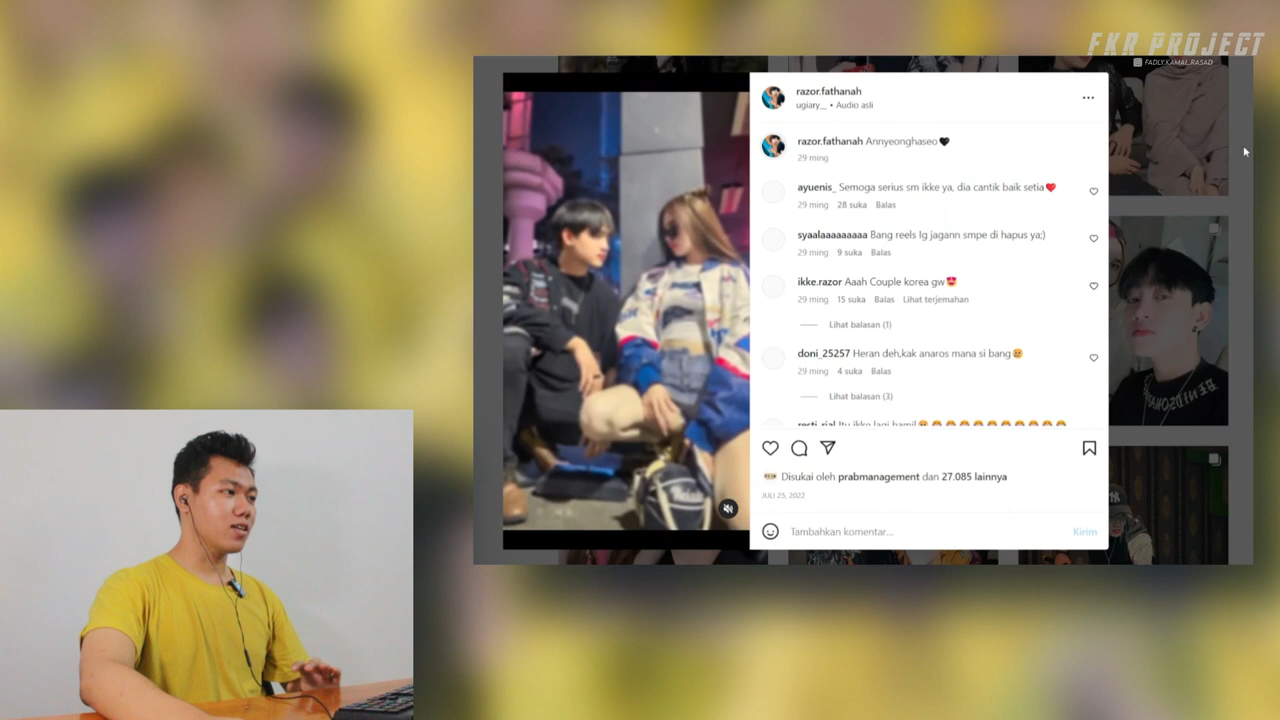 FKR PROJECT
FADLY.KAMAL_RASAD
razor.fathanah
ugiary__ • Audio asli
razor.fathanah Annyeonghaseo🖤
29 ming
ayuenis_ Semoga serius sm ikke ya, dia cantik baik setia❤️
29 ming 28 suka Balas
syaalaaaaaaaaa Bang reels Ig jagann smpe di hapus ya;)
29 ming 9 suka Balas
ikke.razor Aaah Couple korea gw😍
29 ming 15 suka Balas Lihat terjemahan
Lihat balasan (1)
doni_25257 Heran deh,kak anaros mana si bang
29 ming 4 suka Balas
Lihat balasan (3)
Disukai oleh prabmanagement dan 27.085 lainnya
JULI 25, 2022
Tambahkan komentar...
Kirim